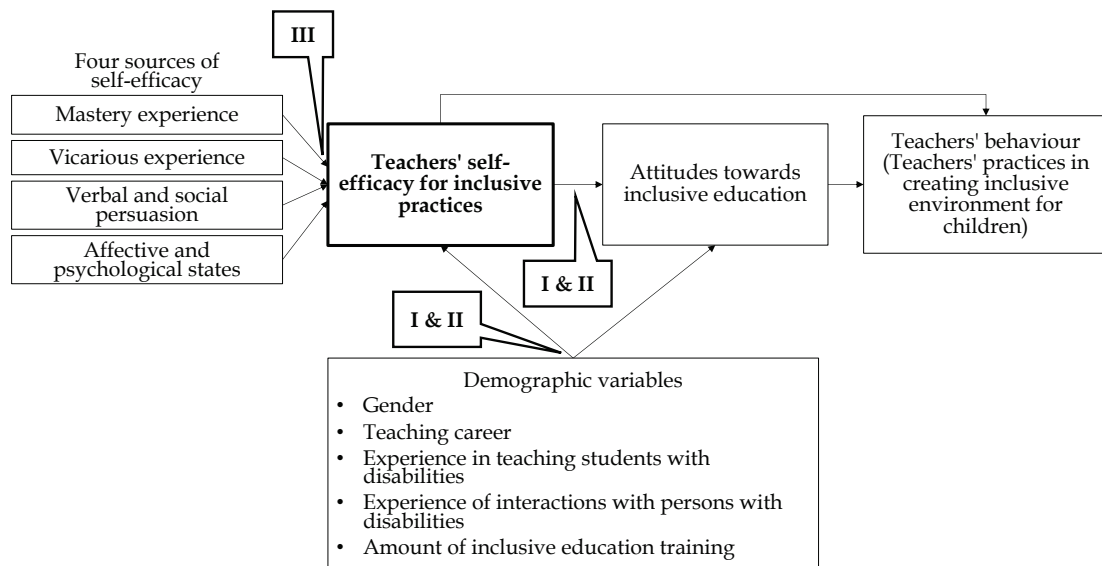 III
Four sources of
self-efficacy
Mastery experience
Vicarious experience
Verbal and social
persuasion
Affective and
psychological states
Teachers' self-
efficacy for inclusive
practices
Attitudes towards
inclusive education
Teachers' behaviour
(Teachers' practices in
creating inclusive
environment for
children)
I & II
I & II
Demographic variables
• Gender
• Teaching career
• Experience in teaching students with
disabilities
• Experience of interactions with persons with
disabilities
• Amount of inclusive education training